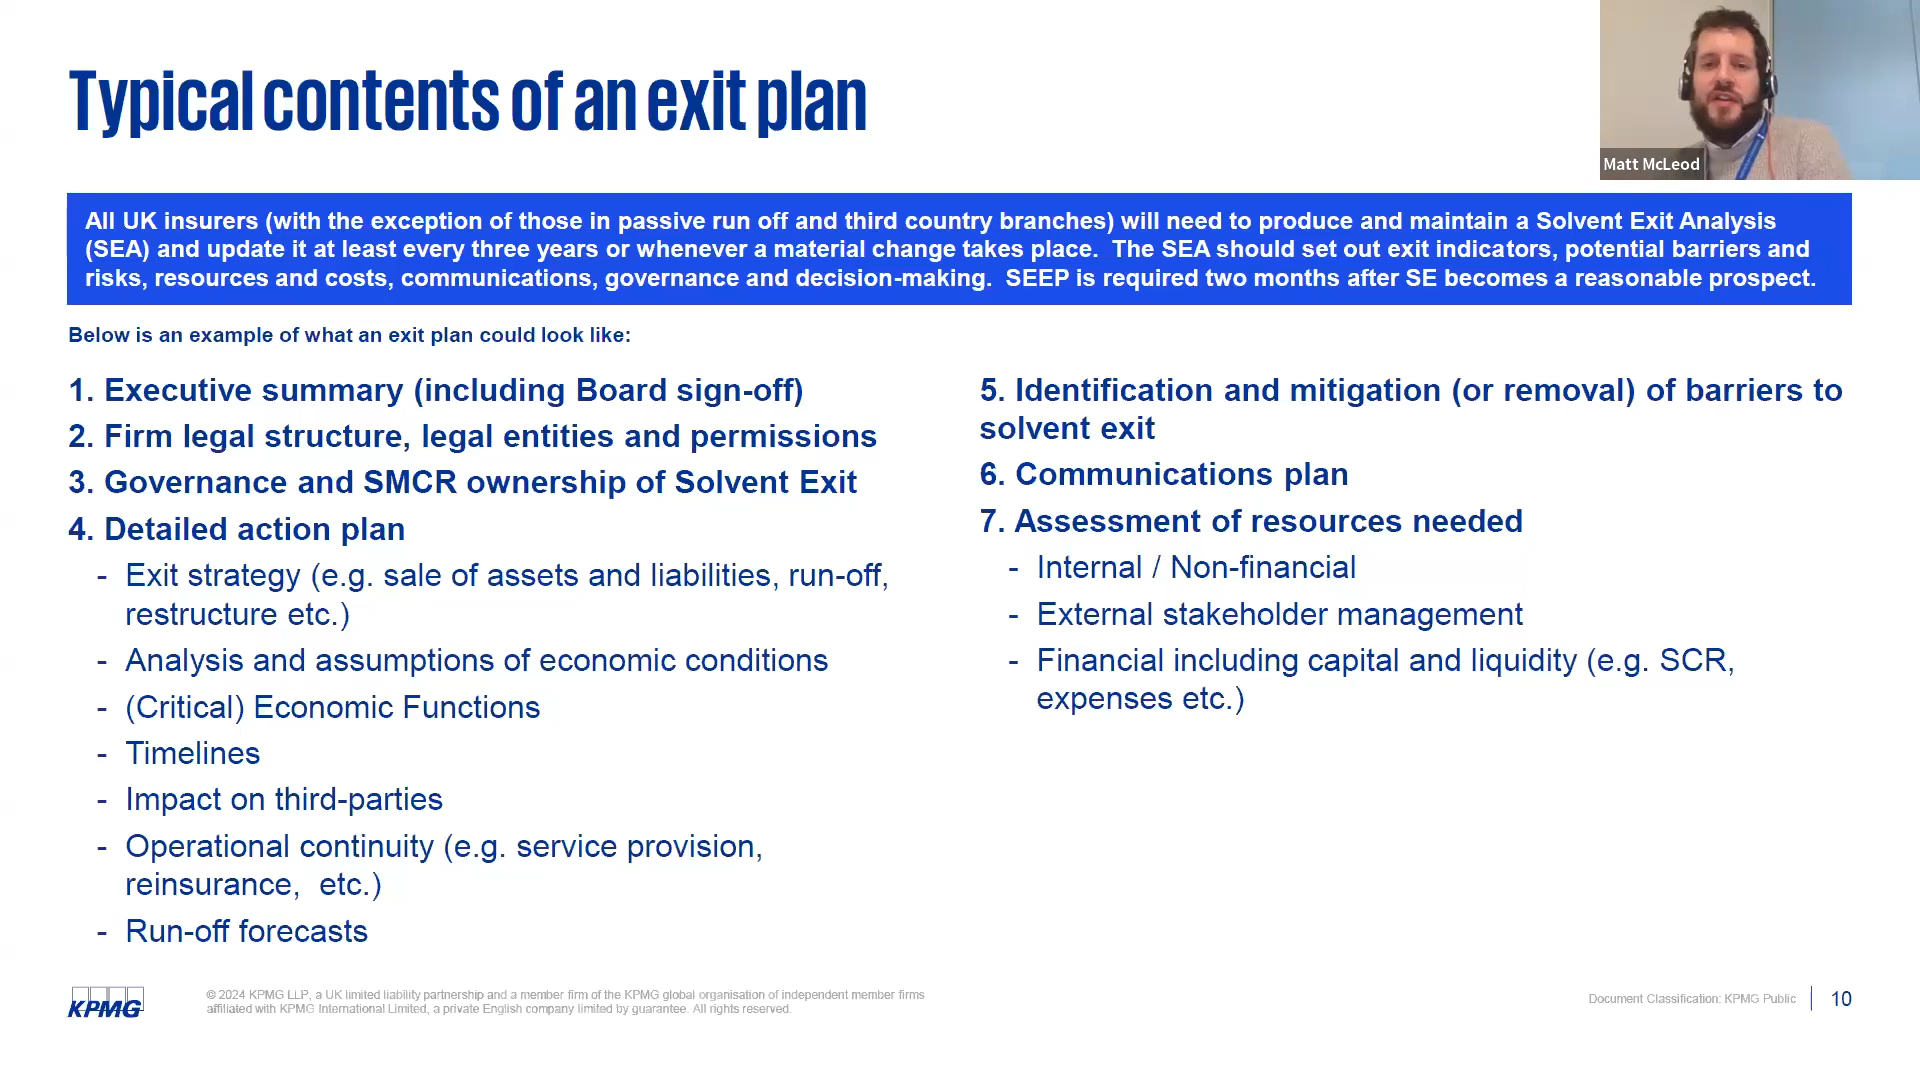 Typical contents of an exit plan
Matt McLeod
All UK insurers (with the exception of those in passive run off and third country branches) will need to produce and maintain a Solvent Exit Analysis
(SEA) and update it at least every three years or whenever a material change takes place.  The SEA should set out exit indicators, potential barriers and
risks, resources and costs, communications, governance and decision-making.  SEEP is required two months after SE becomes a reasonable prospect.
Below is an example of what an exit plan could look like:
1. Executive summary (including Board sign-off)
2. Firm legal structure, legal entities and permissions
3. Governance and SMCR ownership of Solvent Exit
4. Detailed action plan
- Exit strategy (e.g. sale of assets and liabilities, run-off,
restructure etc.)
- Analysis and assumptions of economic conditions
- (Critical) Economic Functions
- Timelines
- Impact on third-parties
- Operational continuity (e.g. service provision,
reinsurance,  etc.)
- Run-off forecasts
5. Identification and mitigation (or removal) of barriers to
solvent exit
6. Communications plan
7. Assessment of resources needed
- Internal / Non-financial
- External stakeholder management
- Financial including capital and liquidity (e.g. SCR,
expenses etc.)
KPMG
© 2024 KPMG LLP, a UK limited liability partnership and a member firm of the KPMG global organisation of independent member firms
affiliated with KPMG International Limited, a private English company limited by guarantee. All rights reserved.
Document Classification: KPMG Public
10